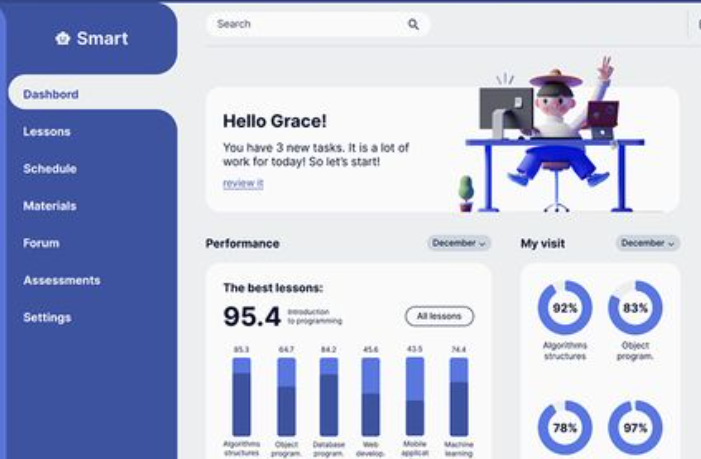 Smart
Search
Dashbord
Lessons
Schedule
Materials
Forum
Assessments
Settings
Hello Grace!
You have 3 new tasks. It is a lot of
work for today! So let's start!
review it
Performance
December
The best lessons:
95.4
Introduction
to programming
All lessons
85.3
64.7
84.2
45.6
43.5
74.4
Algorithms
structures
Object
program.
Database
program.
Web
develop.
Mobile
applicat
Machine
learning
My visit
December
92%
Algorithms
structures
83%
Object
program.
78%
97%